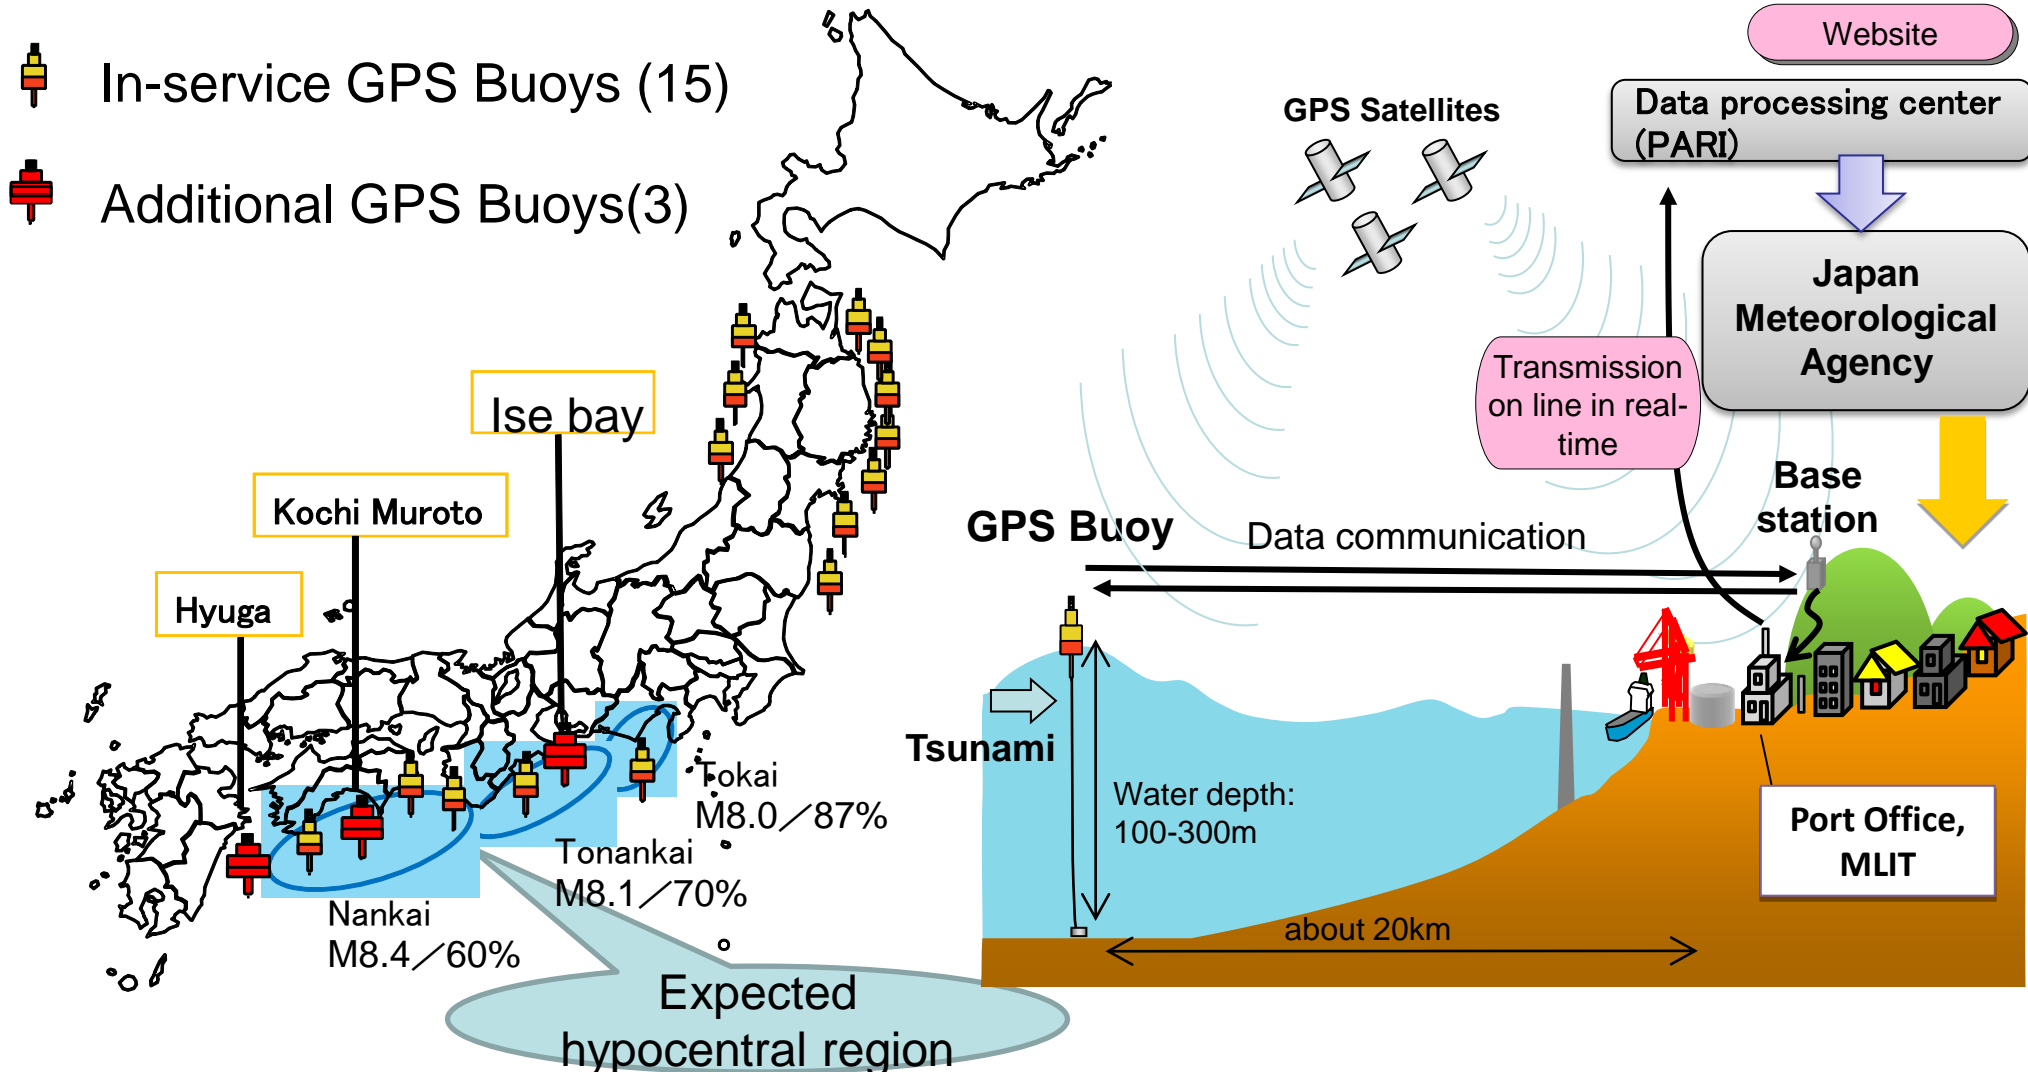 In-service GPS Buoys (15)
Additional GPS Buoys(3)
Ise bay
Kochi Muroto
Hyuga
Tokai
M8.0／87%
Tonankai
M8.1／70%
Nankai
M8.4／60%
Expected
hypocentral region
Website
Data processing center
(PARI)
GPS Satellites
Japan
Meteorological
Agency
Transmission
on line in real-
time
Base
station
GPS Buoy
Data communication
Tsunami
Water depth:
100-300m
about 20km
Port Office,
MLIT